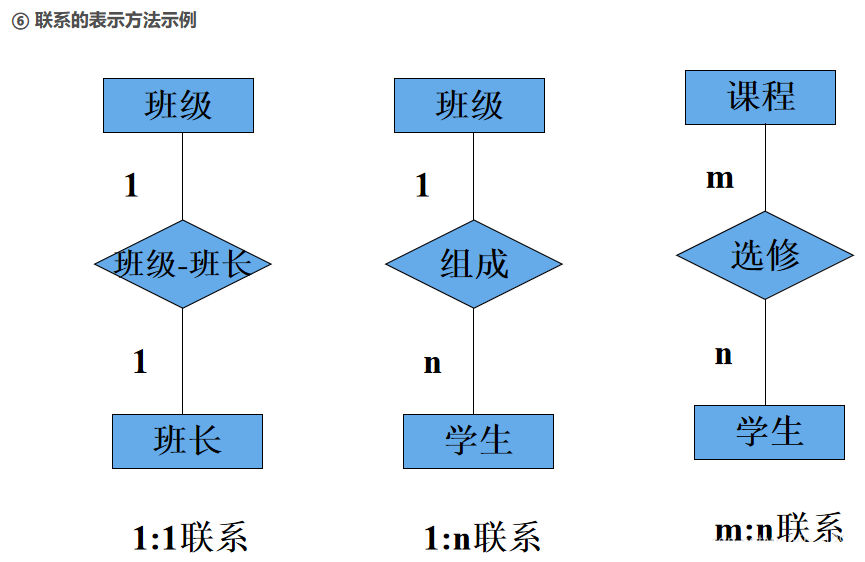 ⑥ 联系的表示方法示例
班级
1
班级-班长
1
班长
1:1联系
班级
1
组成
n
学生
1:n联系
课程
m
选修
n
学生
m:n联系